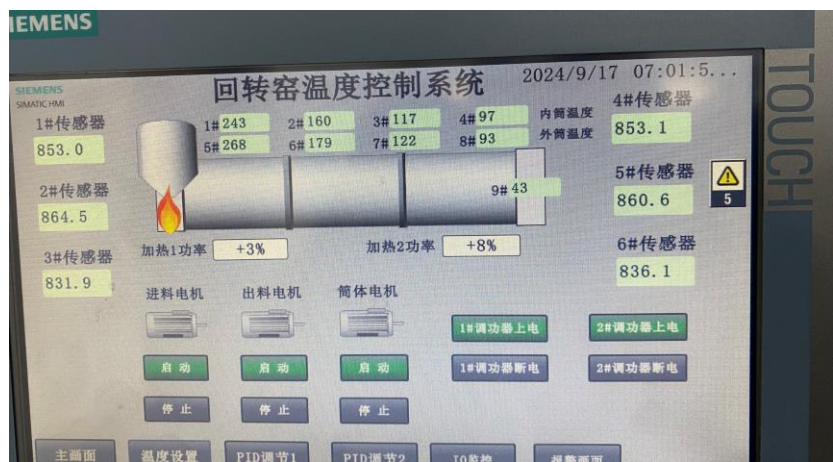 SIEMENS
TOUCH
SIEMENS
SIMATIC HMI
回转窑温度控制系统
2024/9/17 07:01:5...
1#传感器
853.0
2#传感器
864.5
3#传感器
831.9
1# 243 2# 160 3# 117 4# 97 内筒温度
5# 268 6# 179 7# 122 8# 93 外筒温度
9# 43
4#传感器
853.1
5#传感器
860.6
5
6#传感器
836.1
加热1功率 +3% 加热2功率 +8%
进料电机 出料电机 筒体电机
1#调功器上电 2#调功器上电
启动 启动 启动 1#调功器断电 2#调功器断电
停止 停止 停止
主画面 温度设置 PID调节1 PID调节2 IO监控 报警画面